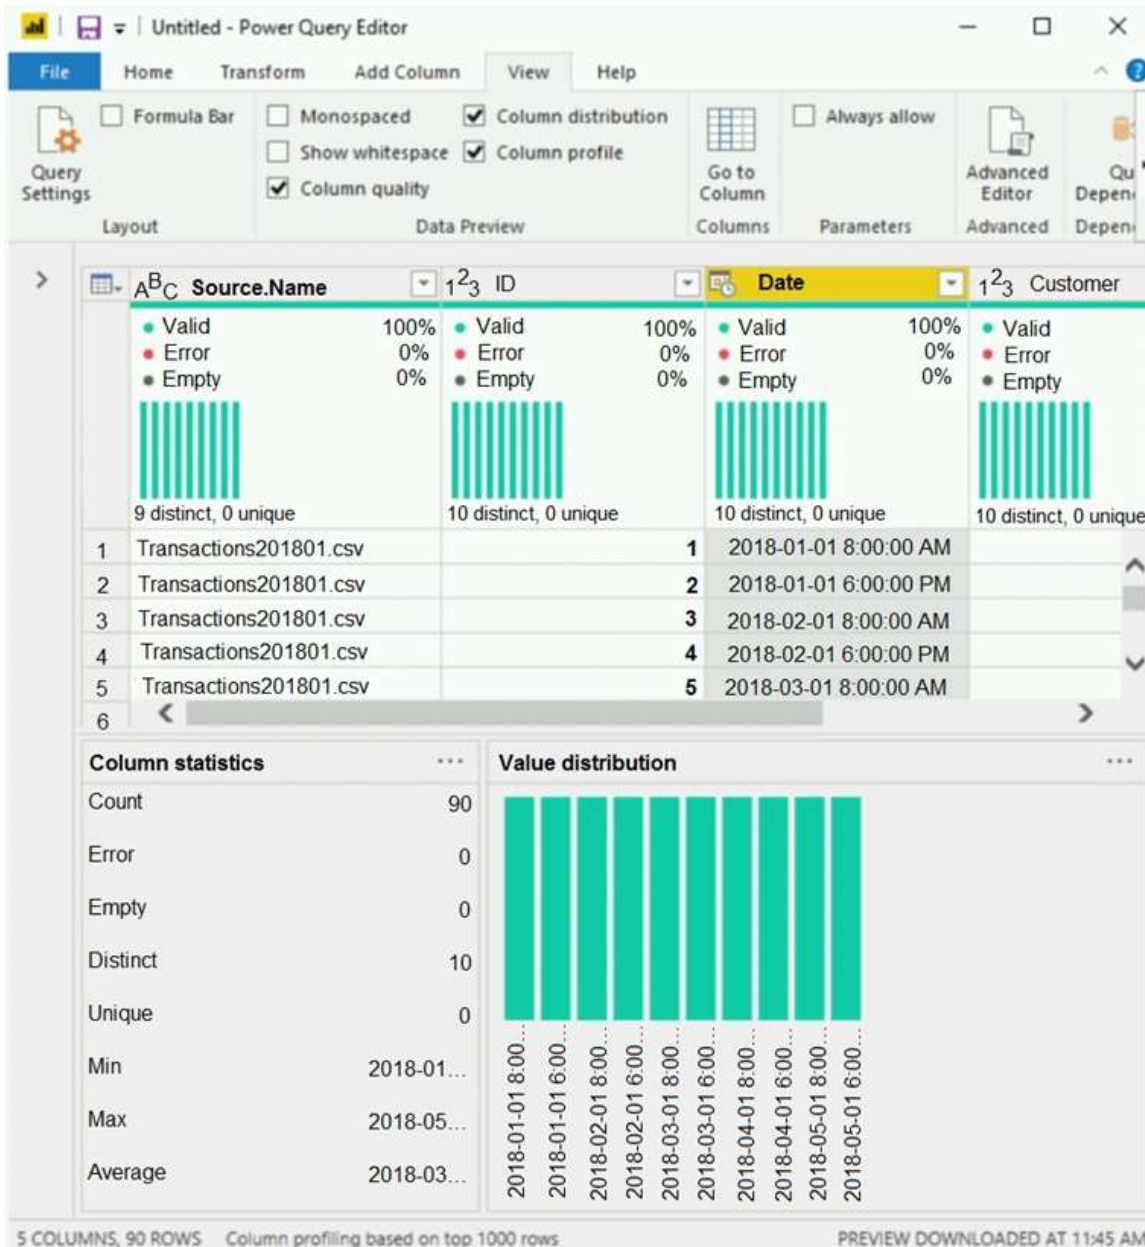 Untitled - Power Query Editor
File Home Transform Add Column View Help
Query Settings
Formula Bar
Layout
Monospaced
Show whitespace
Column quality
Column distribution
Column profile
Data Preview
Go to Column
Columns
Always allow
Parameters
Advanced Editor
Advanced
Qu
Depen
Depen
ABC Source.Name
123 ID
Date
123 Customer
Valid 100%
Error 0%
Empty 0%
9 distinct, 0 unique
Valid 100%
Error 0%
Empty 0%
10 distinct, 0 unique
Valid 100%
Error 0%
Empty 0%
10 distinct, 0 unique
Valid
Error
Empty
10 distinct, 0 unique
1 Transactions201801.csv 1 2018-01-01 8:00:00 AM
2 Transactions201801.csv 2 2018-01-01 6:00:00 PM
3 Transactions201801.csv 3 2018-02-01 8:00:00 AM
4 Transactions201801.csv 4 2018-02-01 6:00:00 PM
5 Transactions201801.csv 5 2018-03-01 8:00:00 AM
6
Column statistics ...
Count 90
Error 0
Empty 0
Distinct 10
Unique 0
Min 2018-01...
Max 2018-05...
Average 2018-03...
Value distribution ...
2018-01-01 8:00...
2018-01-01 6:00...
2018-02-01 8:00...
2018-02-01 6:00...
2018-03-01 8:00...
2018-03-01 6:00...
2018-04-01 8:00...
2018-04-01 6:00...
2018-05-01 8:00...
2018-05-01 6:00...
5 COLUMNS, 90 ROWS Column profiling based on top 1000 rows PREVIEW DOWNLOADED AT 11:45 AM